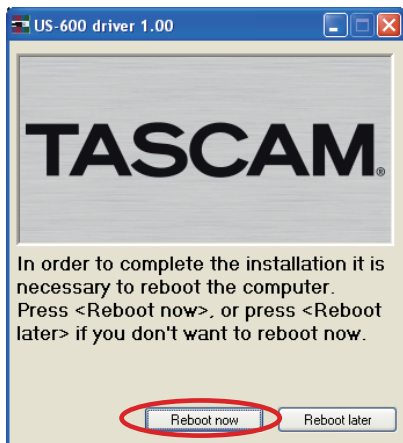 US-600 driver 1.00
TASCAM®
In order to complete the installation it is
necessary to reboot the computer.
Press <Reboot now>, or press <Reboot
later> if you don't want to reboot now.
Reboot now Reboot later